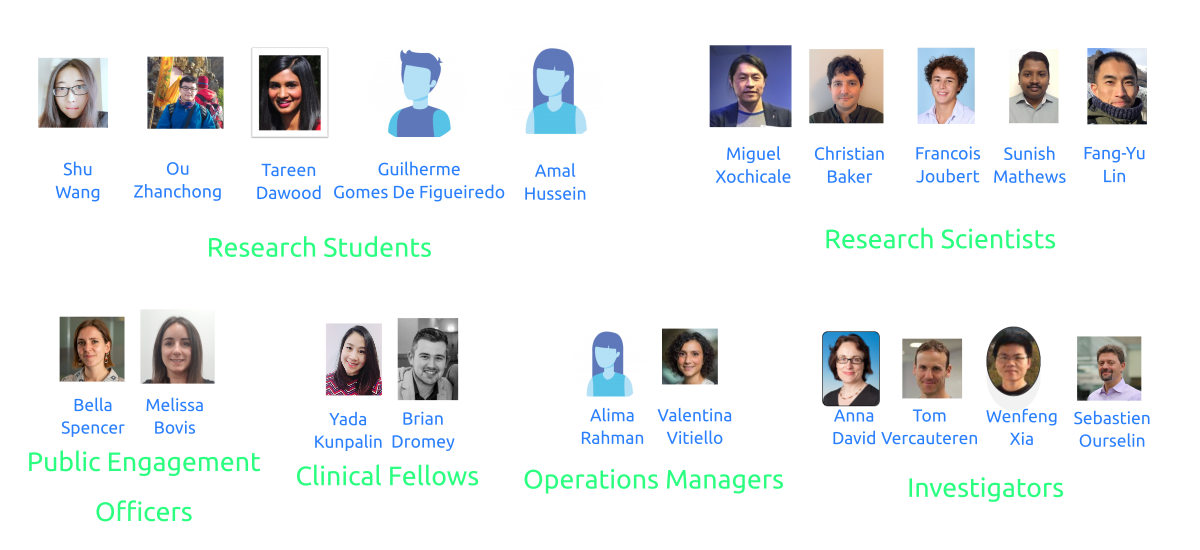 Shu
Wang
Ou
Zhanchong
Tareen
Dawood
Guilherme
Gomes De Figueiredo
Amal
Hussein
Research Students
Miguel
Xochicale
Christian
Baker
Francois
Joubert
Sunish
Mathews
Fang-Yu
Lin
Research Scientists
Bella
Spencer
Melissa
Bovis
Public Engagement
Officers
Yada
Kunpalin
Brian
Dromey
Clinical Fellows
Alima
Rahman
Valentina
Vitiello
Operations Managers
Anna
David
Tom
Vercauteren
Wenfeng
Xia
Sebastien
Ourselin
Investigators